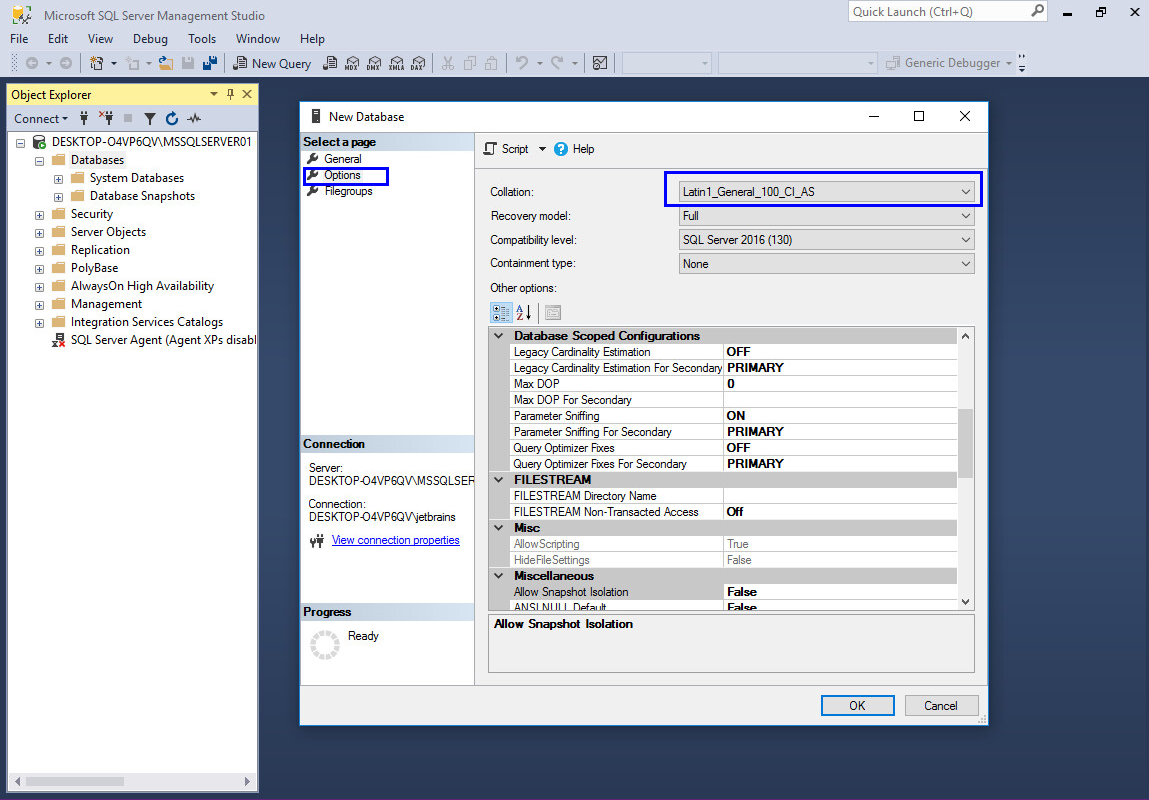 Microsoft SQL Server Management Studio
Quick Launch (Ctrl+Q)
File Edit View Debug Tools Window Help
New Query MDX DMX XMLA DAX Generic Debugger
Object Explorer
Connect
DESKTOP-O4VP6QV\MSSQLSERVER01
Databases
System Databases
Database Snapshots
Security
Server Objects
Replication
PolyBase
AlwaysOn High Availability
Management
Integration Services Catalogs
SQL Server Agent (Agent XPs disabl
New Database
Select a page
General
Options
Filegroups
Connection
Server:
DESKTOP-O4VP6QV\MSSQLSER
Connection:
DESKTOP-O4VP6QV\jetbrains
View connection properties
Progress
Ready
Script Help
Collation: Latin1_General_100_CI_AS
Recovery model: Full
Compatibility level: SQL Server 2016 (130)
Containment type: None
Other options:
Database Scoped Configurations
Legacy Cardinality Estimation OFF
Legacy Cardinality Estimation For Secondary PRIMARY
Max DOP 0
Max DOP For Secondary
Parameter Sniffing ON
Parameter Sniffing For Secondary PRIMARY
Query Optimizer Fixes OFF
Query Optimizer Fixes For Secondary PRIMARY
FILESTREAM
FILESTREAM Directory Name
FILESTREAM Non-Transacted Access Off
Misc
AllowScripting True
HideFileSettings False
Miscellaneous
Allow Snapshot Isolation False
ANSI NULL Default False
Allow Snapshot Isolation
OK Cancel